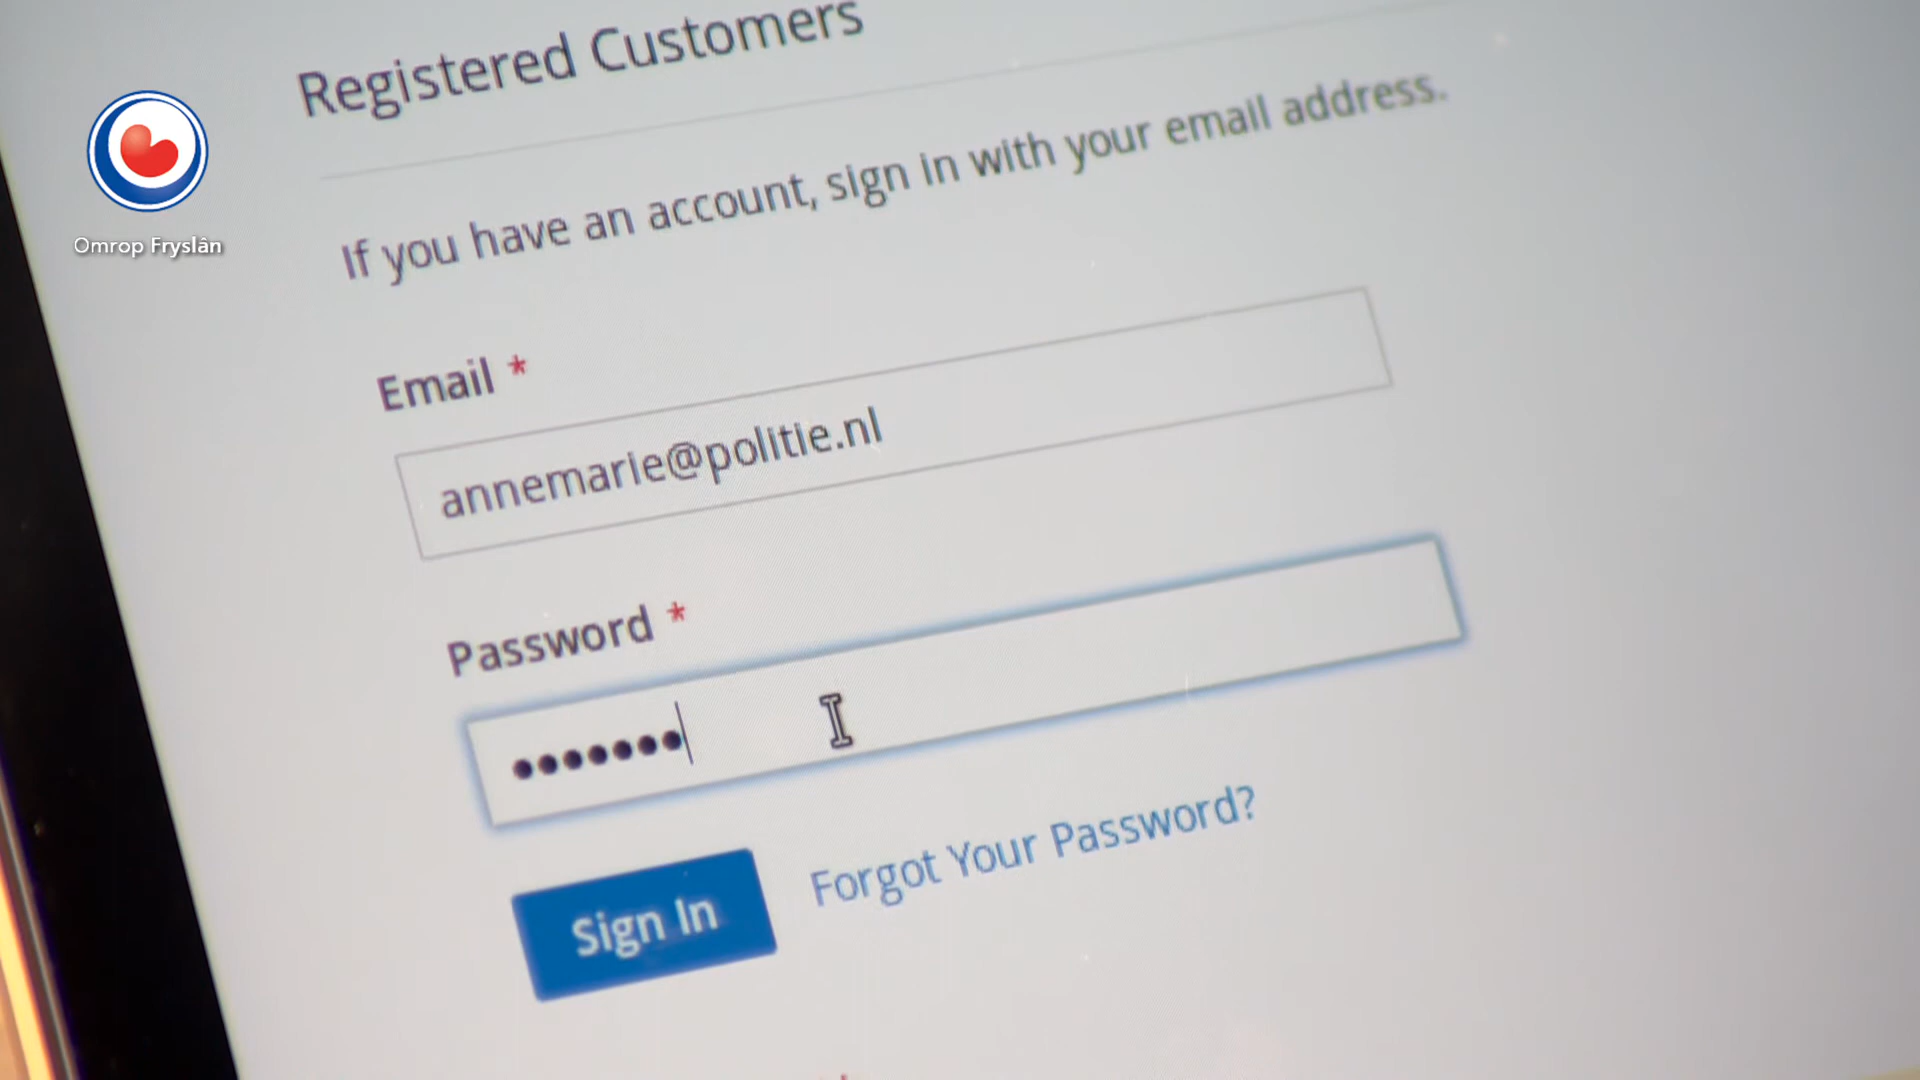 Registered Customers
Omrop Fryslân
If you have an account, sign in with your email address.
Email *
annemarie@politie.nl
Password *
•••••••
Sign In
Forgot Your Password?